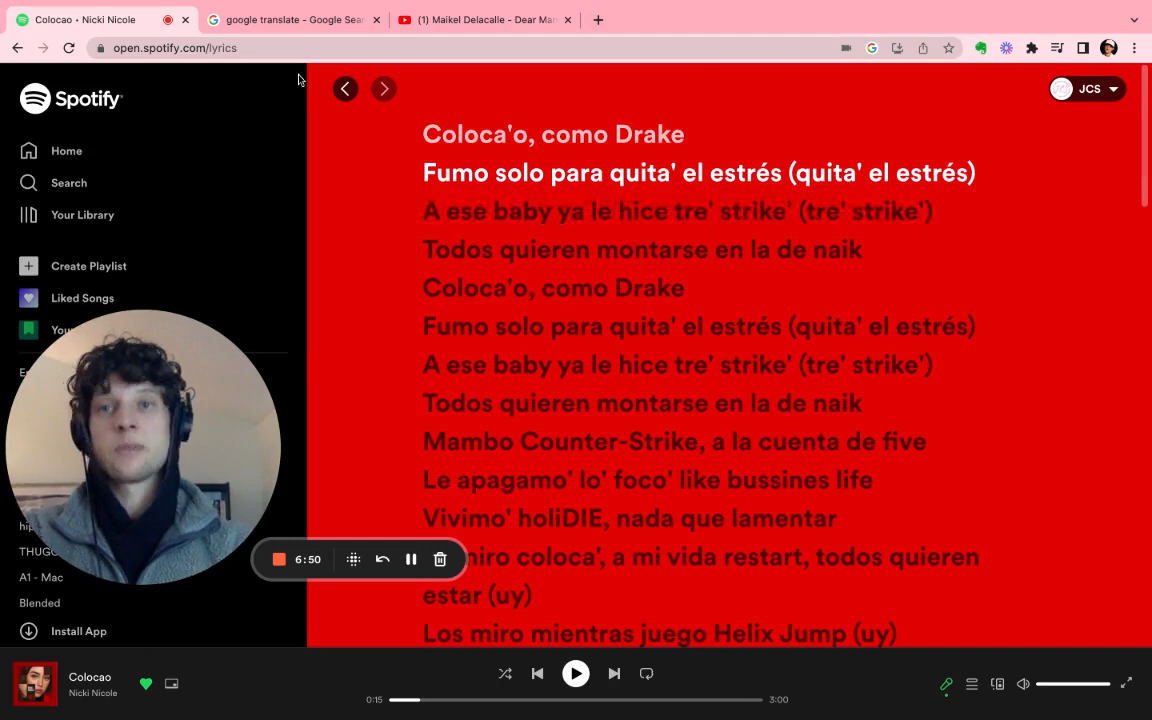 Colocao • Nicki Nicole
google translate - Google Sea
(1) Maikel Delacalle - Dear Mar
open.spotify.com/lyrics
Spotify
JCS
Home
Search
Your Library
Create Playlist
Liked Songs
You
E
hip
THUG
A1 - Mac
Blended
Install App
Coloca'o, como Drake
Fumo solo para quita' el estrés (quita' el estrés)
A ese baby ya le hice tre' strike' (tre' strike')
Todos quieren montarse en la de naik
Coloca'o, como Drake
Fumo solo para quita' el estrés (quita' el estrés)
A ese baby ya le hice tre' strike' (tre' strike')
Todos quieren montarse en la de naik
Mambo Counter-Strike, a la cuenta de five
Le apagamo' lo' foco' like bussines life
Vivimo' holiDIE, nada que lamentar
miro coloca', a mi vida restart, todos quieren
estar (uy)
Los miro mientras juego Helix Jump (uy)
6:50
Colocao
Nicki Nicole
0:15
3:00